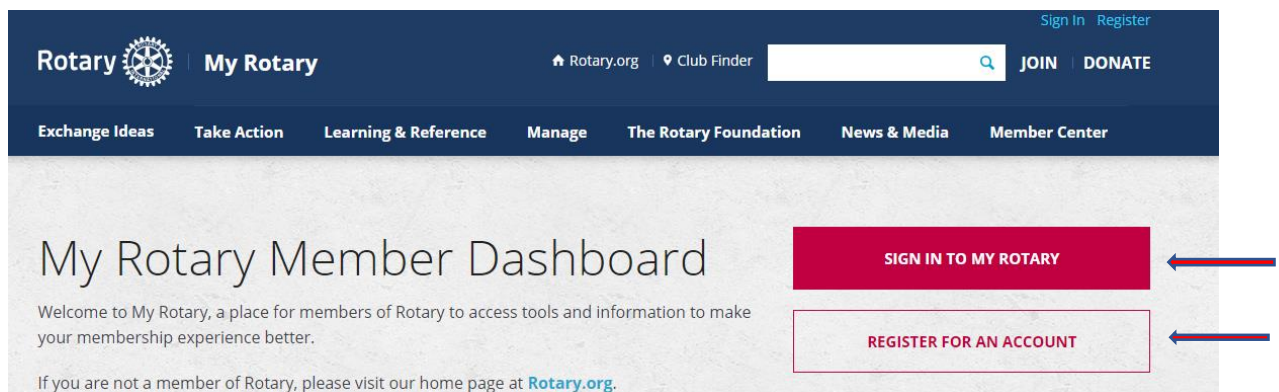 Sign In Register
Rotary My Rotary Rotary.org Club Finder JOIN DONATE
Exchange Ideas Take Action Learning & Reference Manage The Rotary Foundation News & Media Member Center
My Rotary Member Dashboard
SIGN IN TO MY ROTARY
Welcome to My Rotary, a place for members of Rotary to access tools and information to make
your membership experience better.
REGISTER FOR AN ACCOUNT
If you are not a member of Rotary, please visit our home page at Rotary.org.